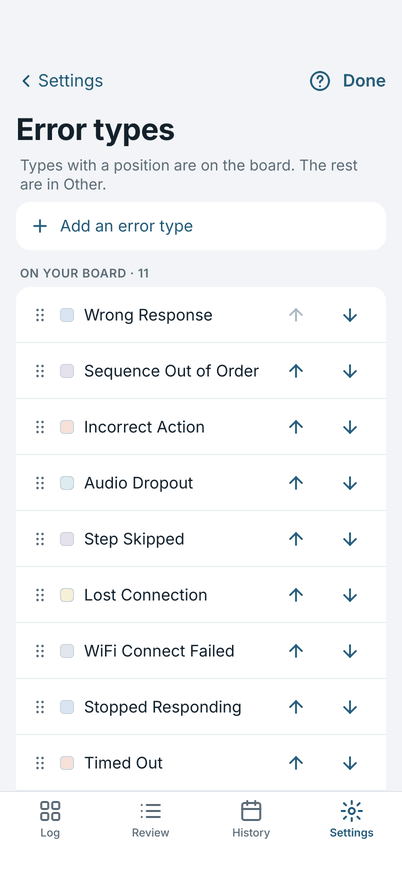 Settings
Done
Error types
Types with a position are on the board. The rest
are in Other.
Add an error type
ON YOUR BOARD · 11
Wrong Response
Sequence Out of Order
Incorrect Action
Audio Dropout
Step Skipped
Lost Connection
WiFi Connect Failed
Stopped Responding
Timed Out
Log
Review
History
Settings